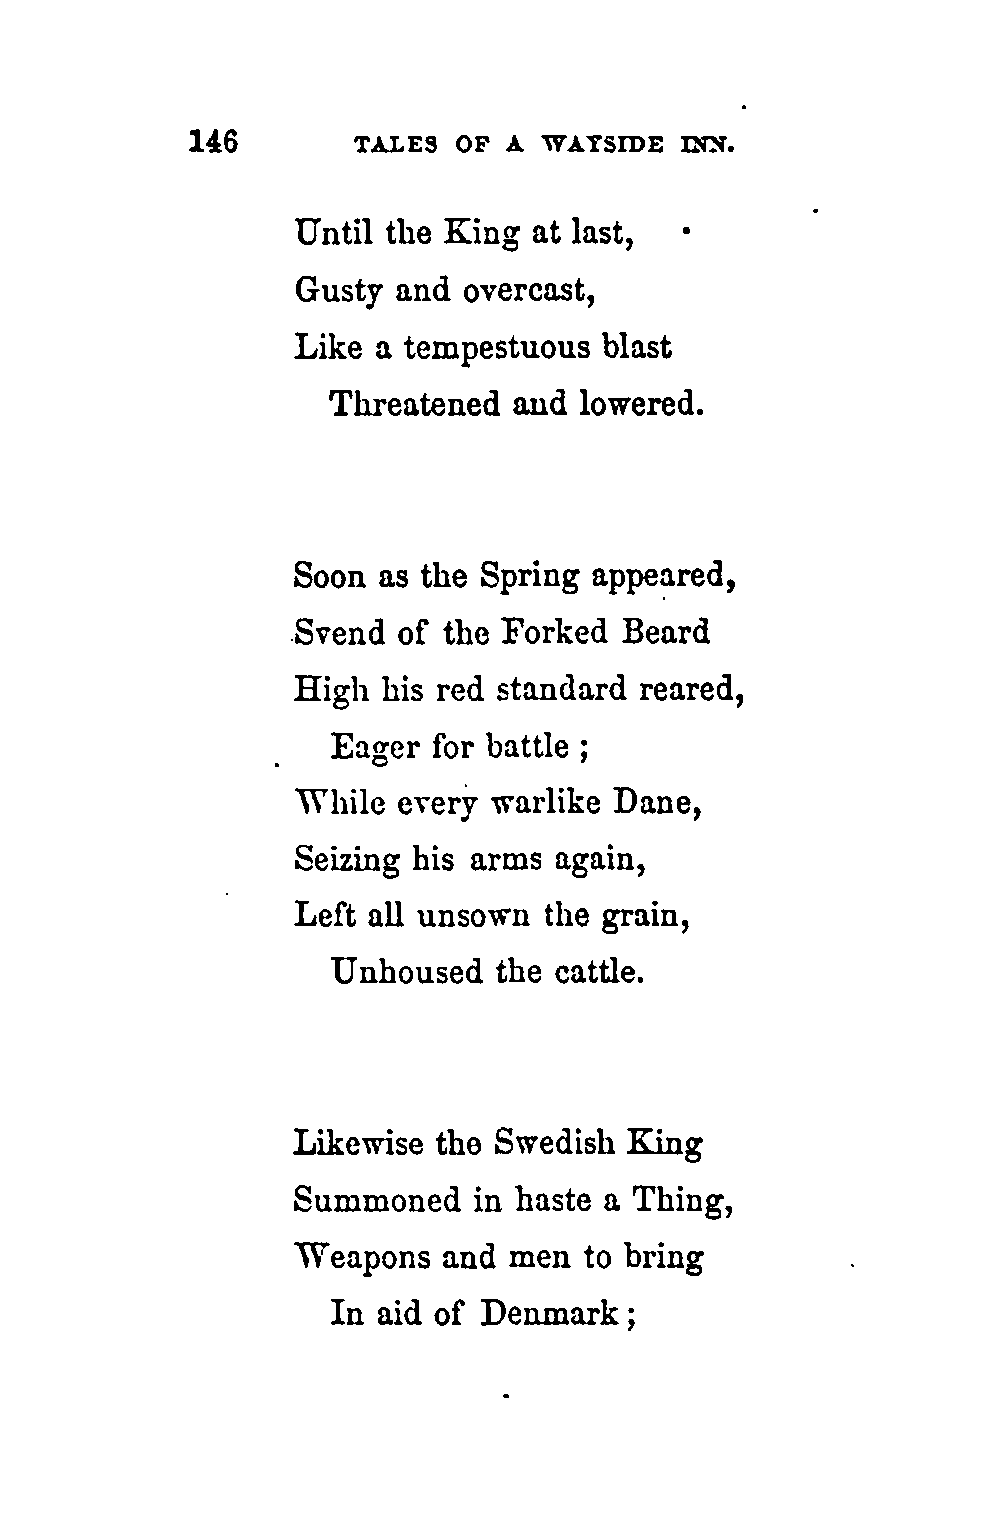 146 TALES OF A WAYSIDE INN.
Until the King at last,
Gusty and overcast,
Like a tempestuous blast
Threatened and lowered.
Soon as the Spring appeared,
Svend of the Forked Beard
High his red standard reared,
Eager for battle ;
While every warlike Dane,
Seizing his arms again,
Left all unsown the grain,
Unhoused the cattle.
Likewise the Swedish King
Summoned in haste a Thing,
Weapons and men to bring
In aid of Denmark ;